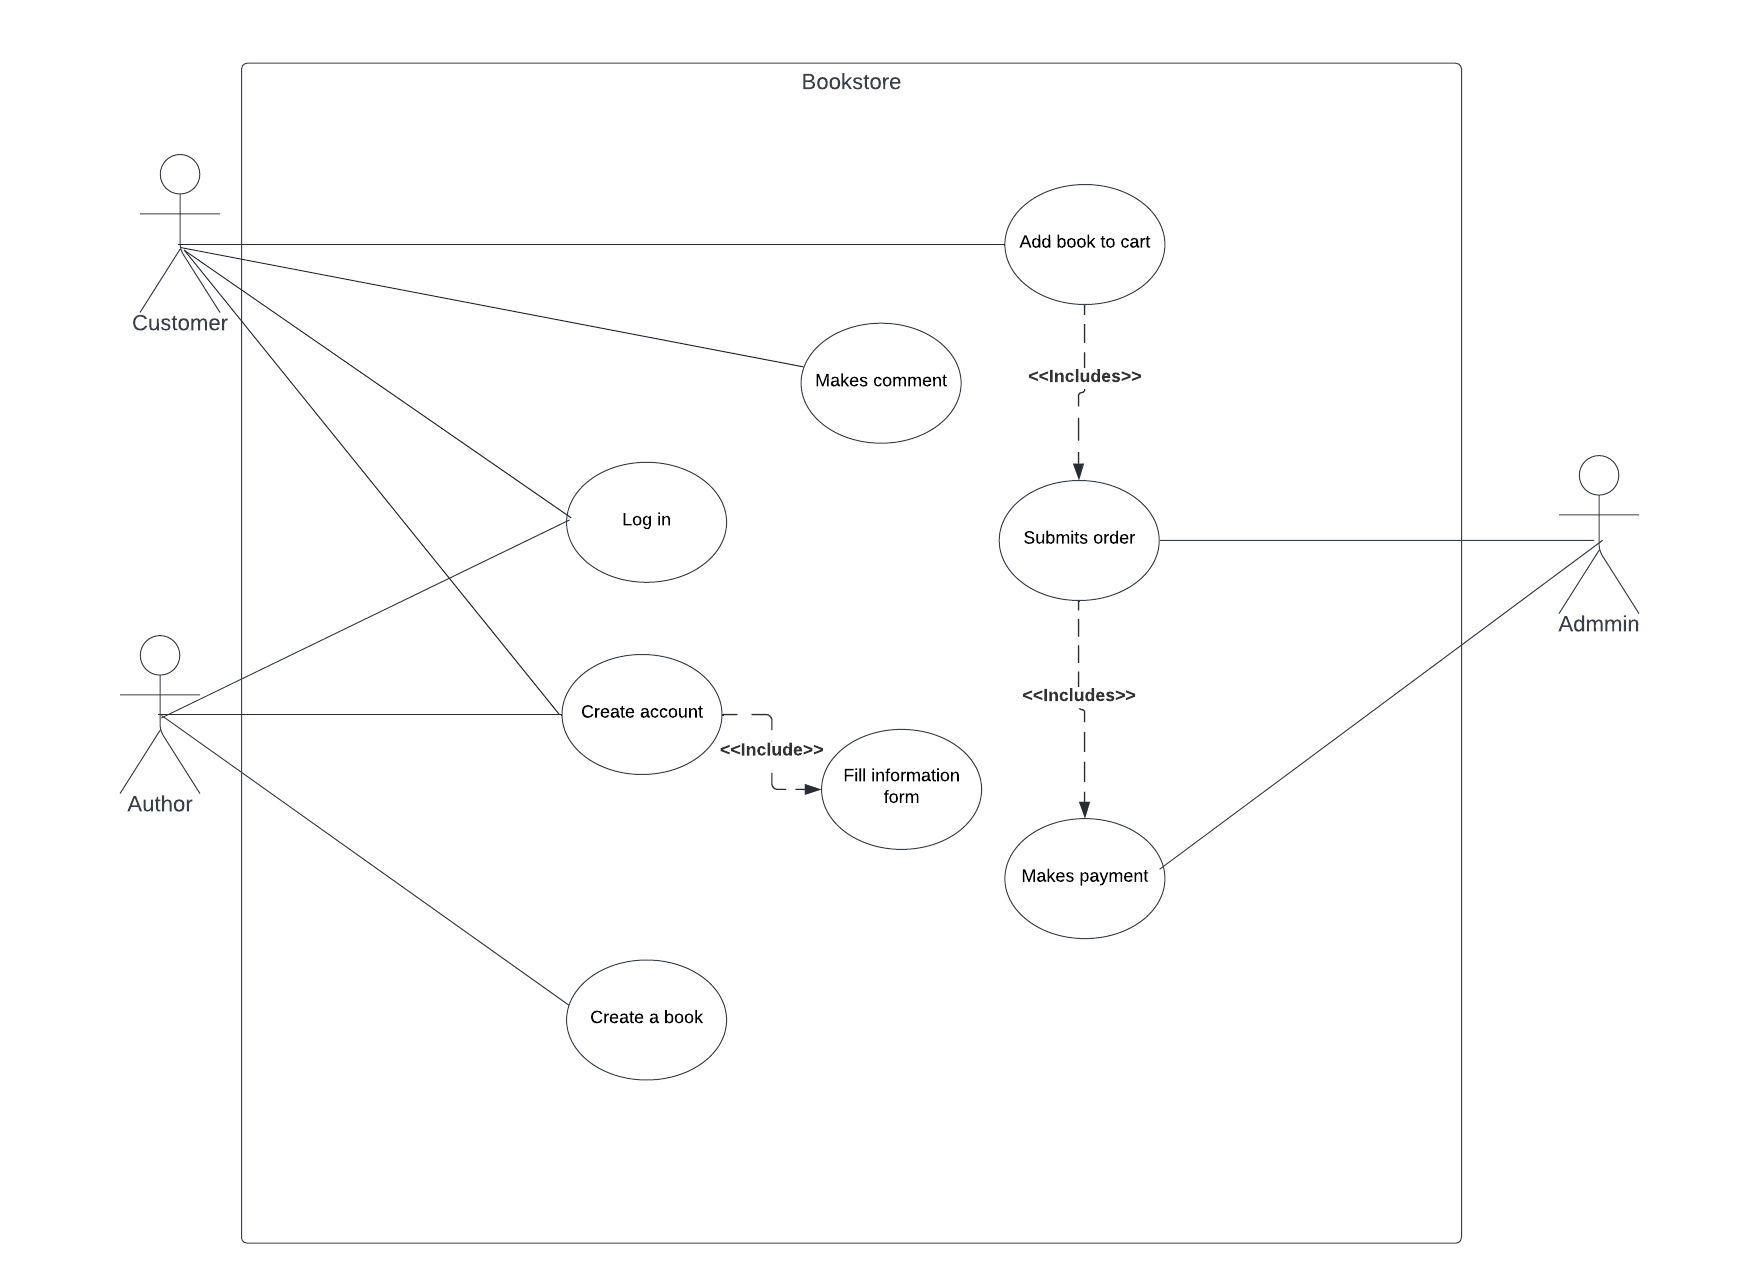 Bookstore
Add book to cart
Customer
<<Includes>>
Makes comment
Log in
Submits order
Admmin
<<Includes>>
Create account
<<Include>>
Fill information
form
Author
Makes payment
Create a book